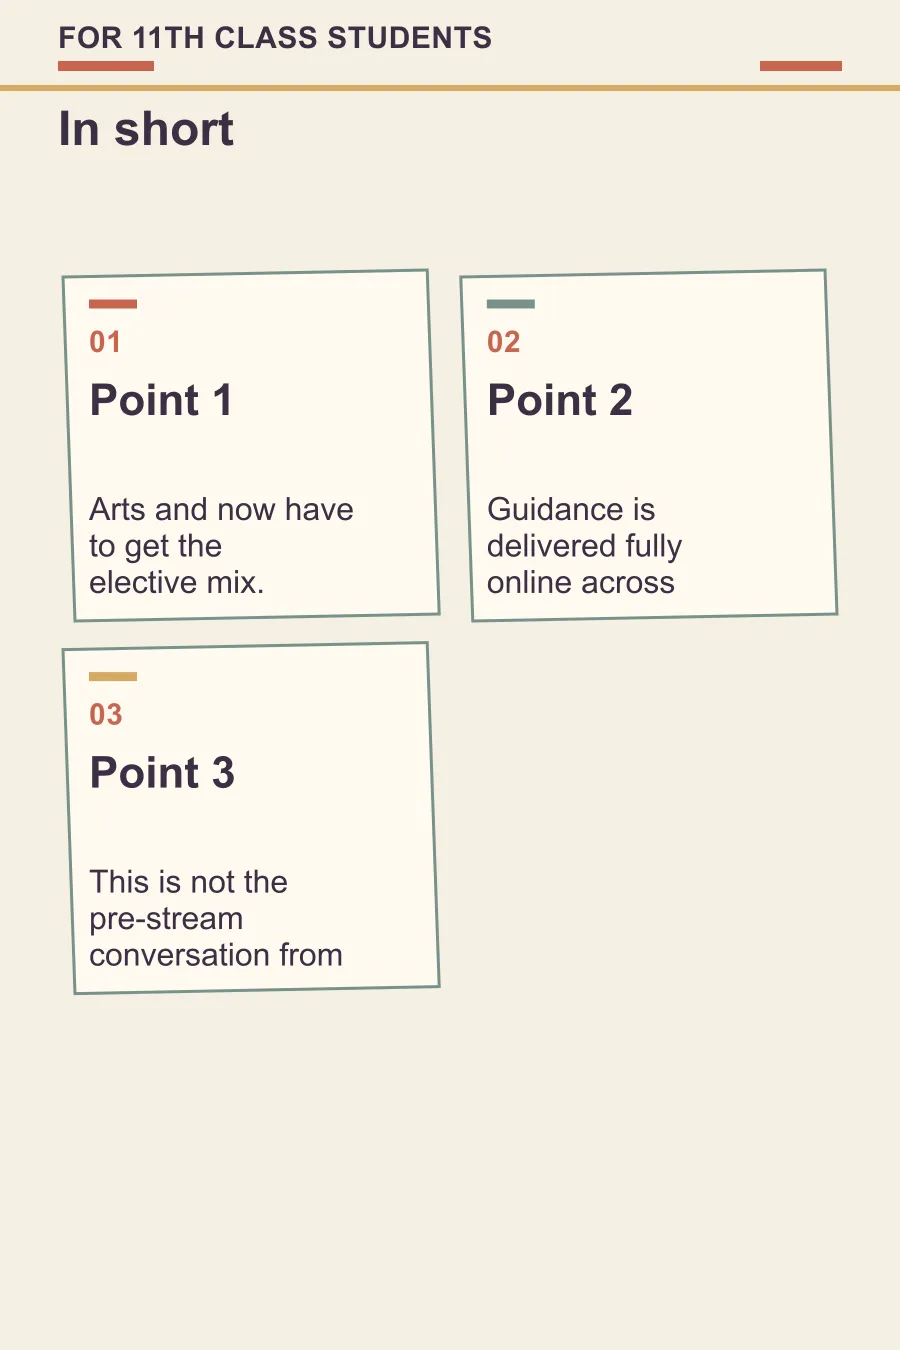 FOR 11TH CLASS STUDENTS
In short
01
Point 1
Arts and now have
to get the
elective mix.
02
Point 2
Guidance is
delivered fully
online across
03
Point 3
This is not the
pre-stream
conversation from